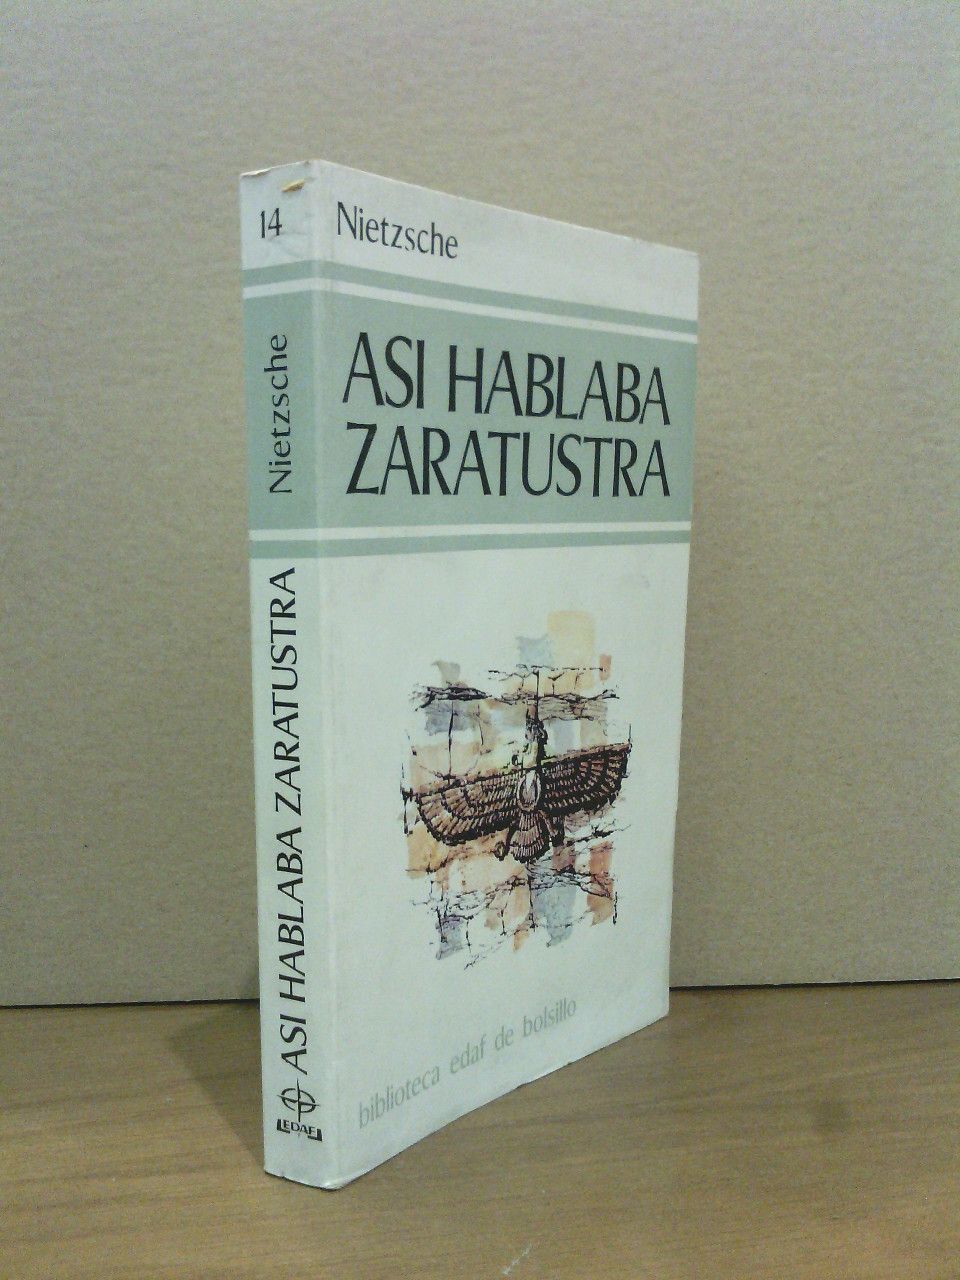 14
Nietzsche
ASI HABLABA ZARATUSTRA
EDAF
Nietzsche
ASI HABLABA
ZARATUSTRA
biblioteca edaf de bolsillo